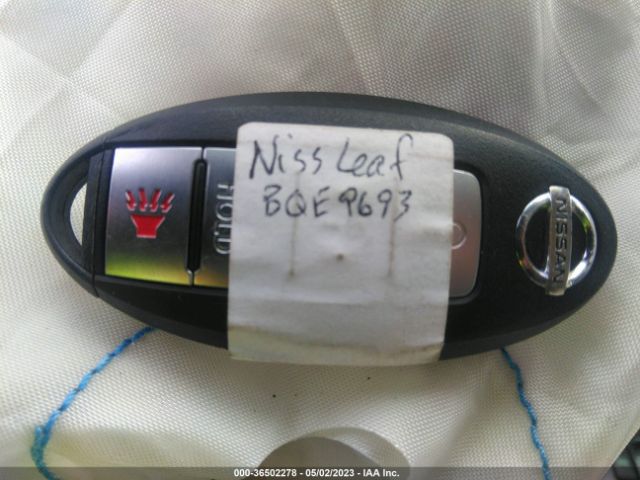 Niss Leaf
BQE9693
HOLD
NISSAN
000-36502278 - 05/02/2023 - IAA Inc.